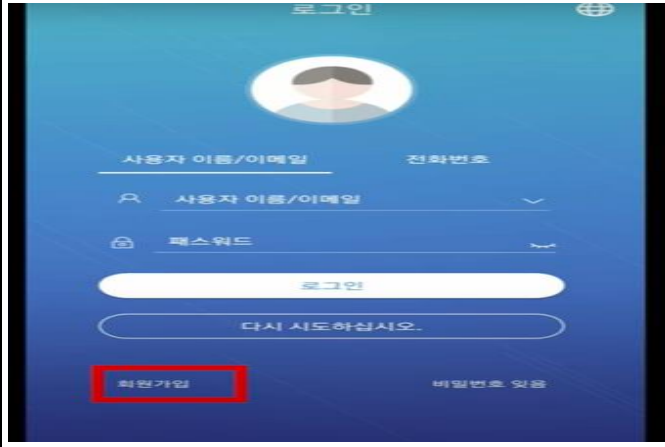 로그인
사용자 이름/이메일 전화번호
사용자 이름/이메일
패스워드
로그인
다시 시도하십시오.
회원가입 비밀번호 잊음